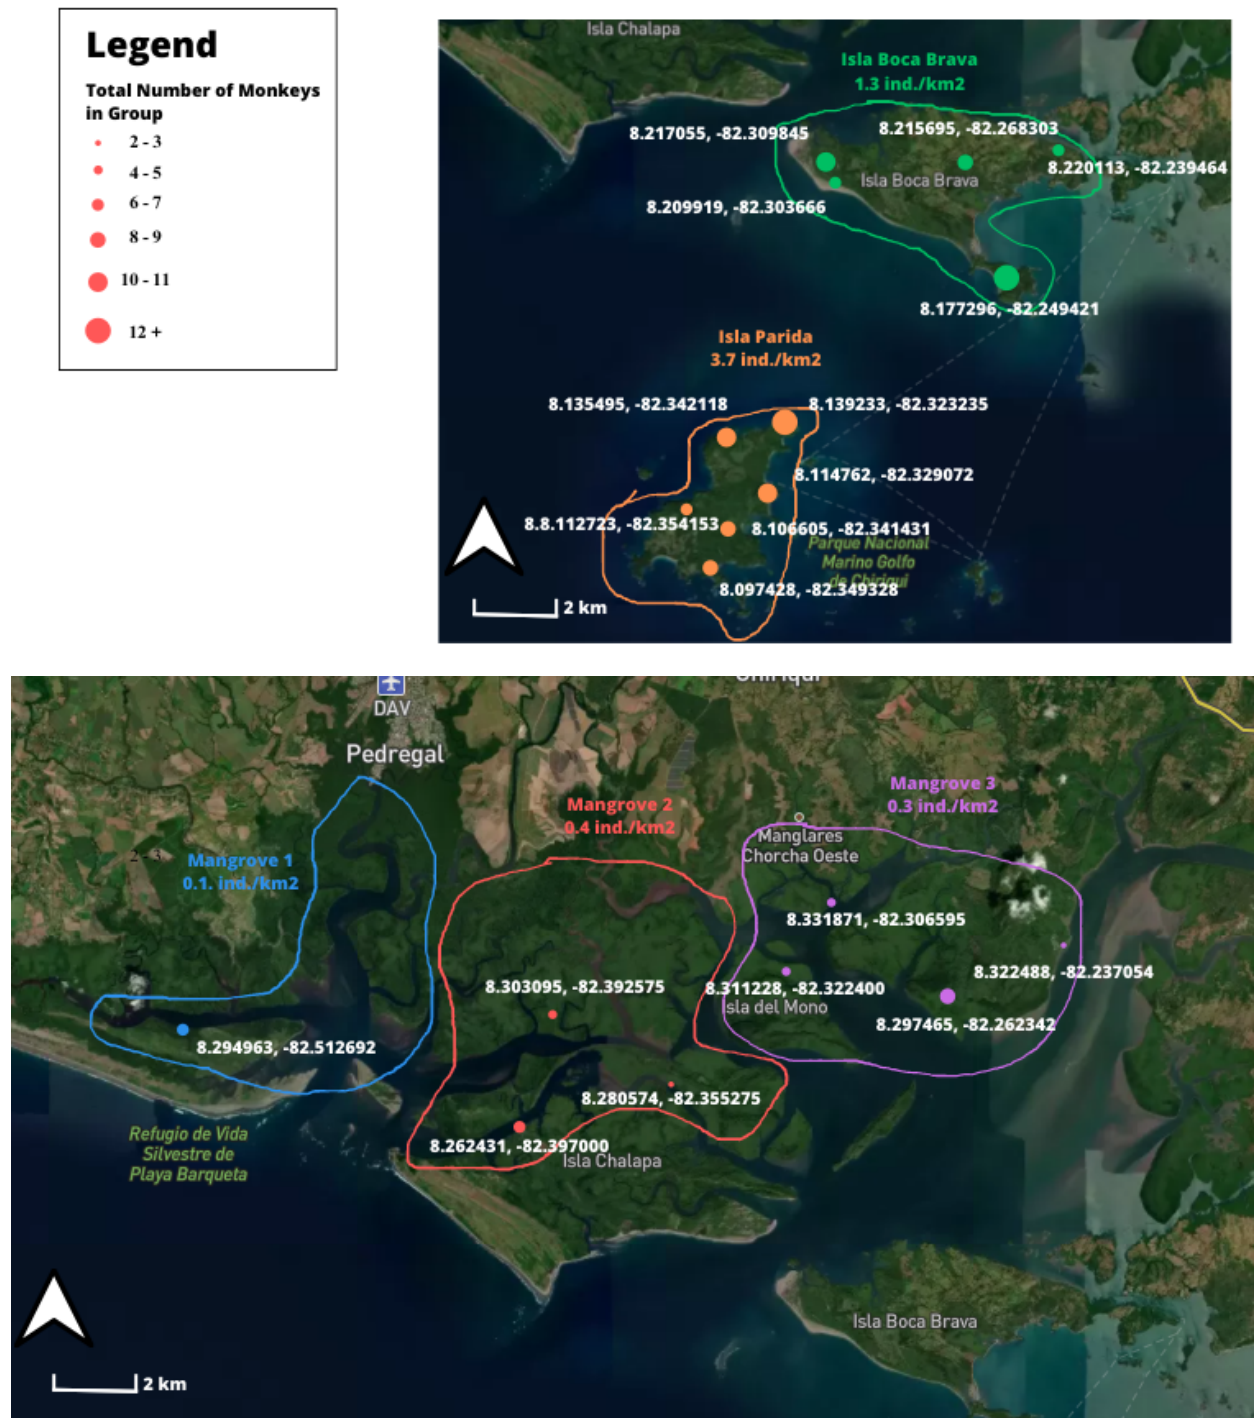 Legend
Total Number of Monkeys
in Group
2 - 3
4 - 5
6 - 7
8 - 9
10 - 11
12 +
Isla Chalapa
Isla Boca Brava
1.3 ind./km2
8.217055, -82.309845
8.215695, -82.268303
8.220113, -82.239464
Isla Boca Brava
8.209919, -82.303666
8.177296, -82.249421
Isla Parida
3.7 ind./km2
8.135495, -82.342118
8.139233, -82.323235
8.114762, -82.329072
8.8.112723, -82.354153
8.106605, -82.341431
Parque Nacional
Marino Golfo
de Chiriquí
8.097428, -82.349328
2 km
Chiriquí
DAV
Pedregal
Mangrove 3
0.3 ind./km2
Mangrove 2
0.4 ind./km2
Manglares
Chorcha Oeste
2 - 3
Mangrove 1
0.1. ind./km2
8.331871, -82.306595
8.322488, -82.237054
8.303095, -82.392575
8.311228, -82.322400
Isla del Mono
8.297465, -82.262342
8.294963, -82.512692
8.280574, -82.355275
Refugio de Vida
Silvestre de
Playa Barqueta
8.262431, -82.397000
Isla Chalapa
Isla Boca Brava
2 km